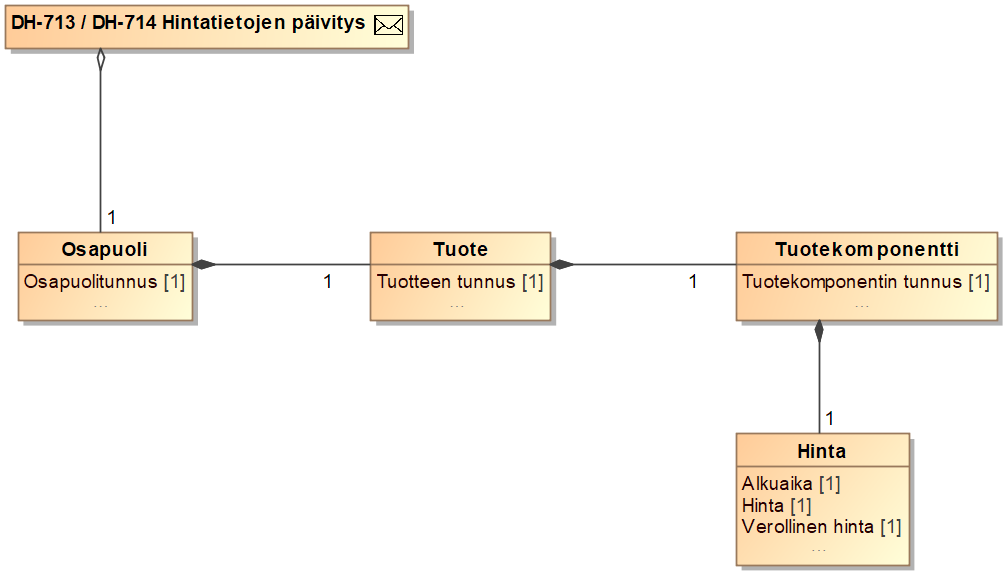 DH-713 / DH-714 Hintatietojen päivitys
1
Osapuoli
Osapuolitunnus [1]
...
1
Tuote
Tuotteen tunnus [1]
...
1
Tuotekomponentti
Tuotekomponentin tunnus [1]
...
1
Hinta
Alkuaika [1]
Hinta [1]
Verollinen hinta [1]
...